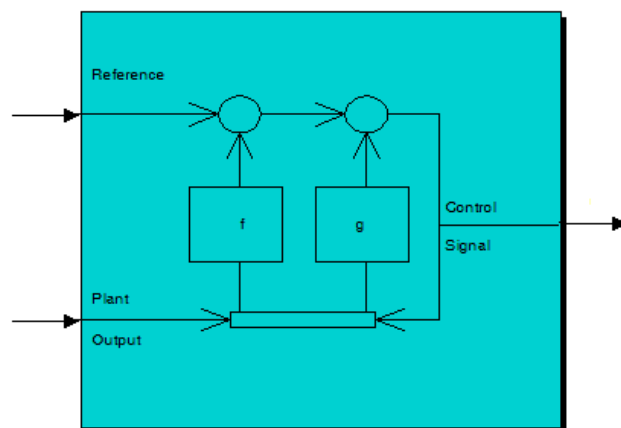 Reference
f
g
Control
Signal
Plant
Output